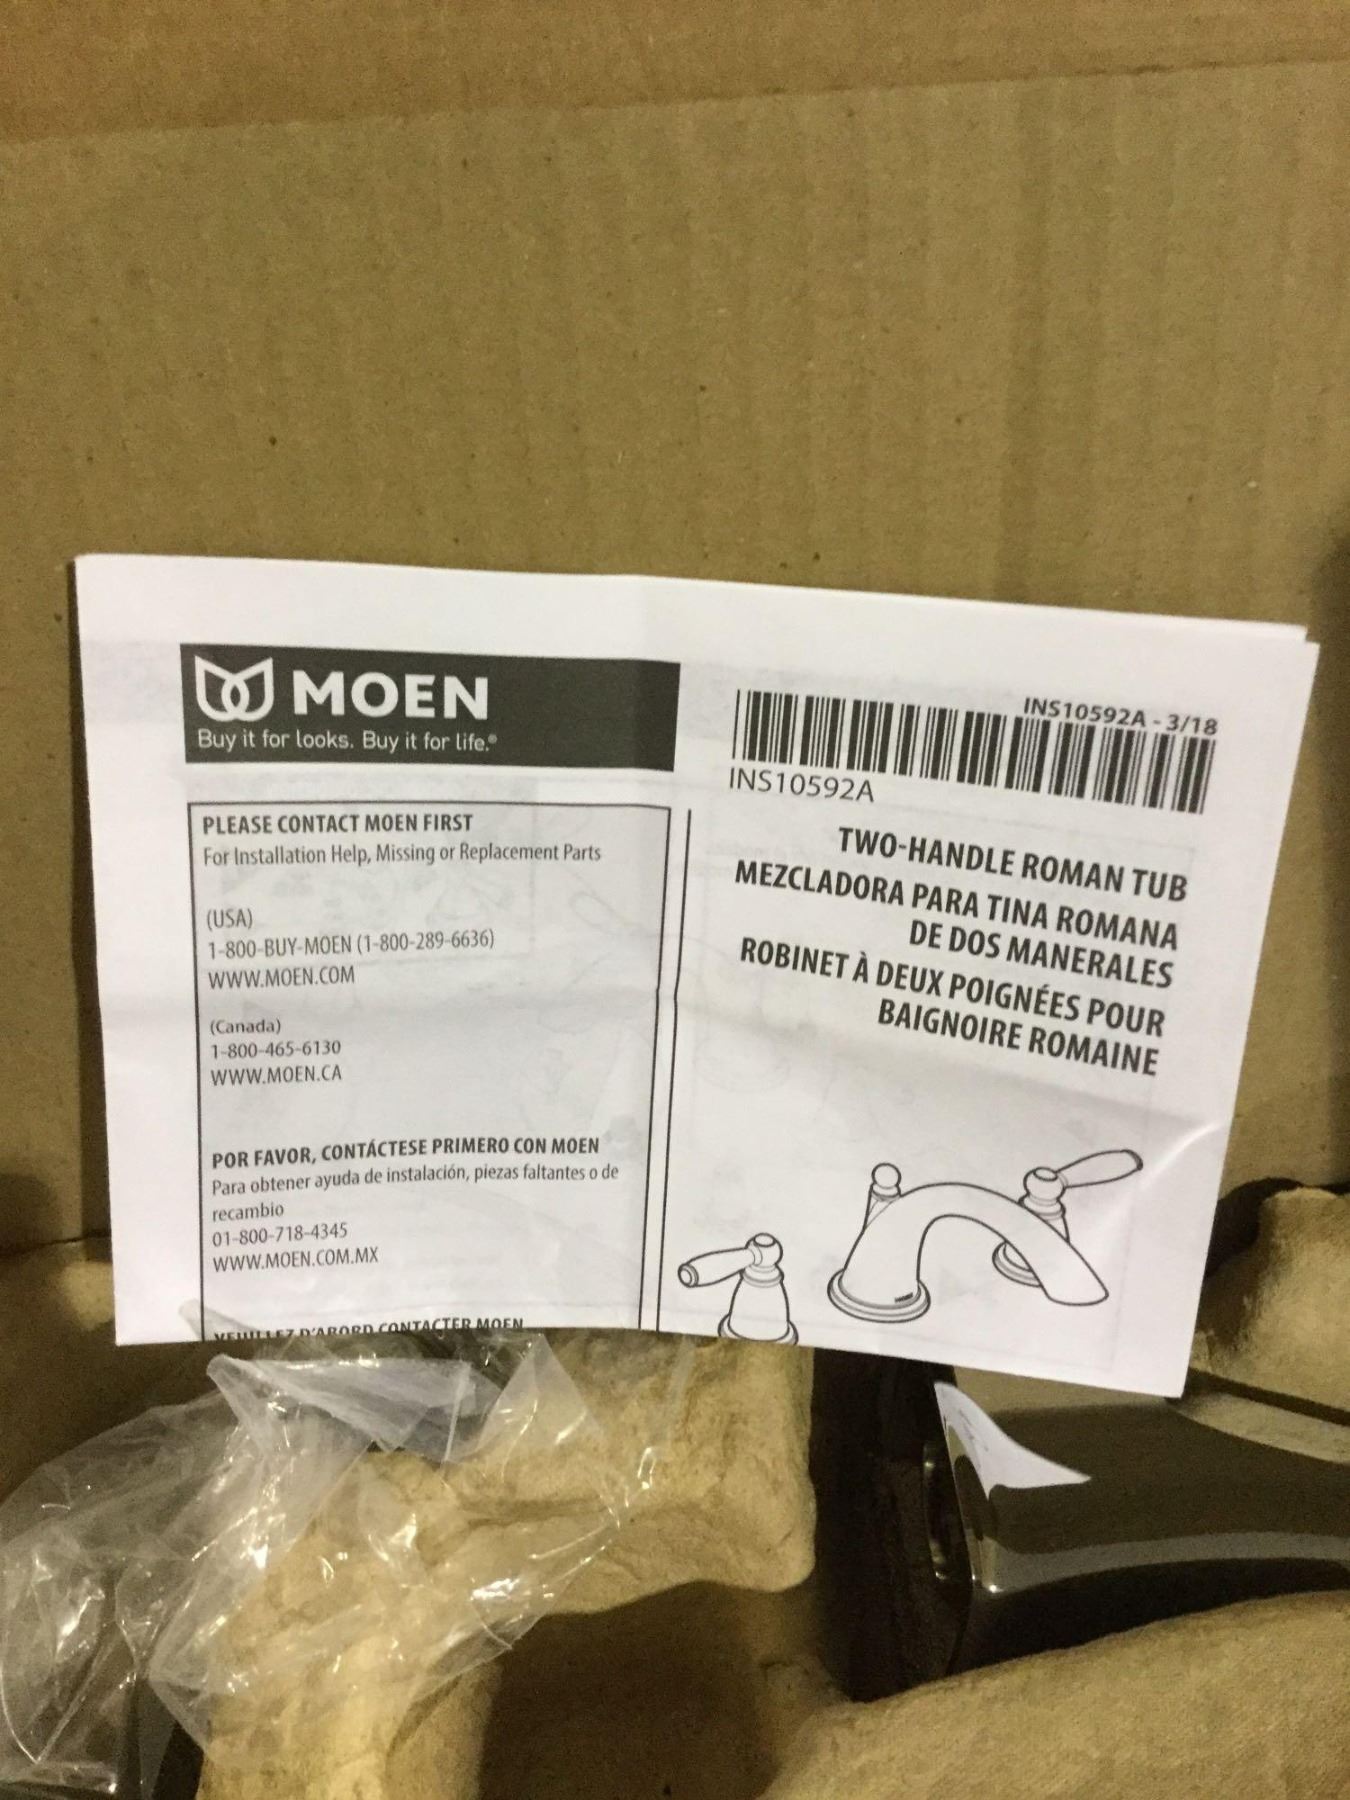 MOEN
Buy it for looks. Buy it for life.®
PLEASE CONTACT MOEN FIRST
For Installation Help, Missing or Replacement Parts
(USA)
1-800-BUY-MOEN (1-800-289-6636)
WWW.MOEN.COM
(Canada)
1-800-465-6130
WWW.MOEN.CA
POR FAVOR, CONTÁCTESE PRIMERO CON MOEN
Para obtener ayuda de instalación, piezas faltantes o de
recambio
01-800-718-4345
WWW.MOEN.COM.MX
VEUILLEZ D'ABORD CONTACTER MOEN
INS10592A - 3/18
INS10592A
TWO-HANDLE ROMAN TUB
MEZCLADORA PARA TINA ROMANA
DE DOS MANERALES
ROBINET À DEUX POIGNÉES POUR
BAIGNOIRE ROMAINE